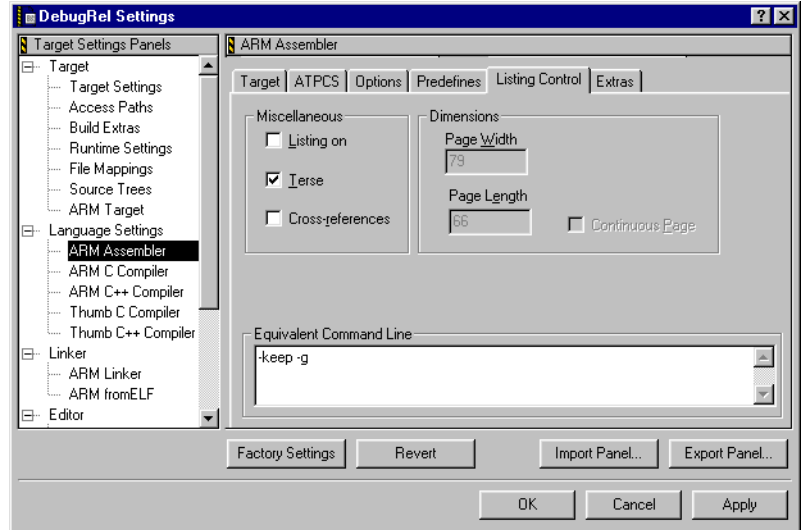 DebugRel Settings
Target Settings Panels
Target
Target Settings
Access Paths
Build Extras
Runtime Settings
File Mappings
Source Trees
ARM Target
Language Settings
ARM Assembler
ARM C Compiler
ARM C++ Compiler
Thumb C Compiler
Thumb C++ Compiler
Linker
ARM Linker
ARM fromELF
Editor
ARM Assembler
Target ATPCS Options Predefines Listing Control Extras
Miscellaneous
Listing on
Terse
Cross-references
Dimensions
Page Width
79
Page Length
66
Continuous Page
Equivalent Command Line
-keep -g
Factory Settings Revert Import Panel... Export Panel...
OK Cancel Apply